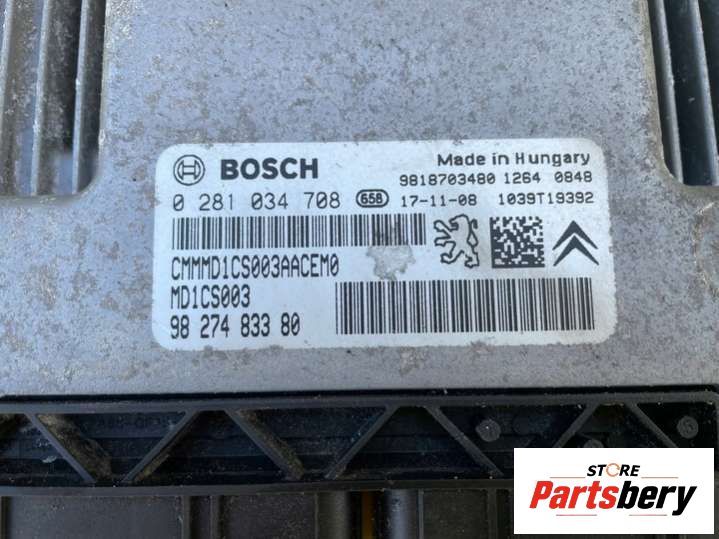 BOSCH
Made in Hungary
9818703480 1264 0848
0 281 034 708 658 17-11-08 1039T19392
CMMMD1CS003AACEM0
MD1CS003
98 274 833 80
STORE
Partsbery